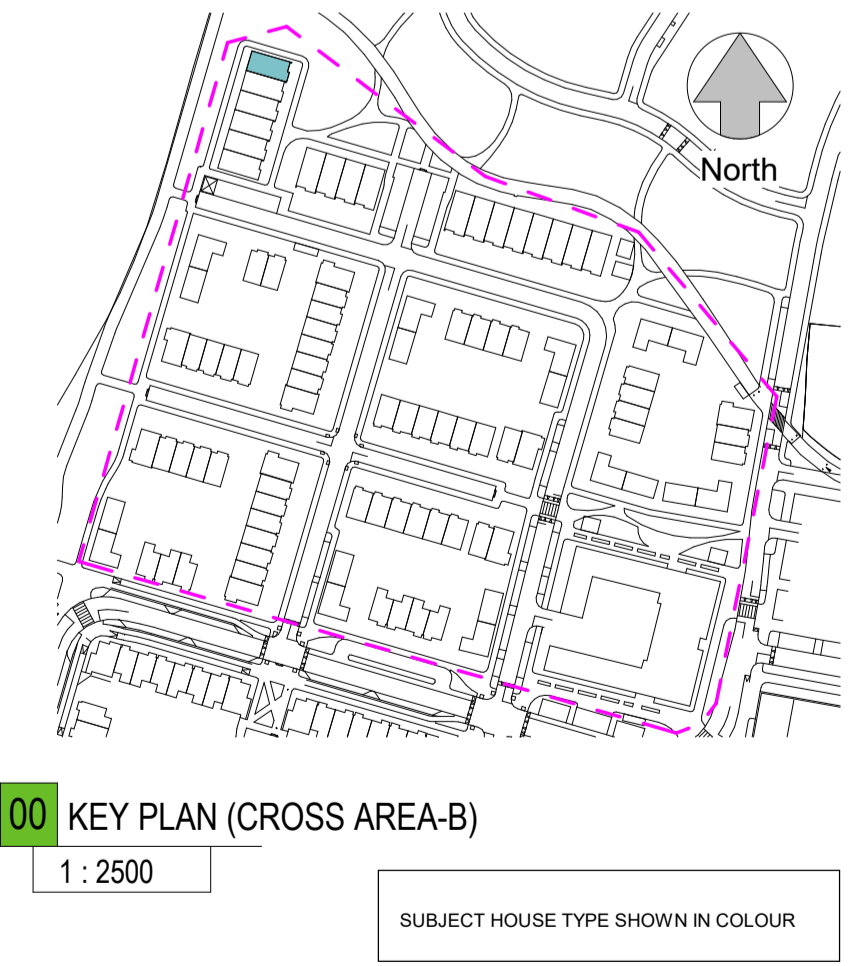 North
00 KEY PLAN (CROSS AREA-B)
1 : 2500
SUBJECT HOUSE TYPE SHOWN IN COLOUR